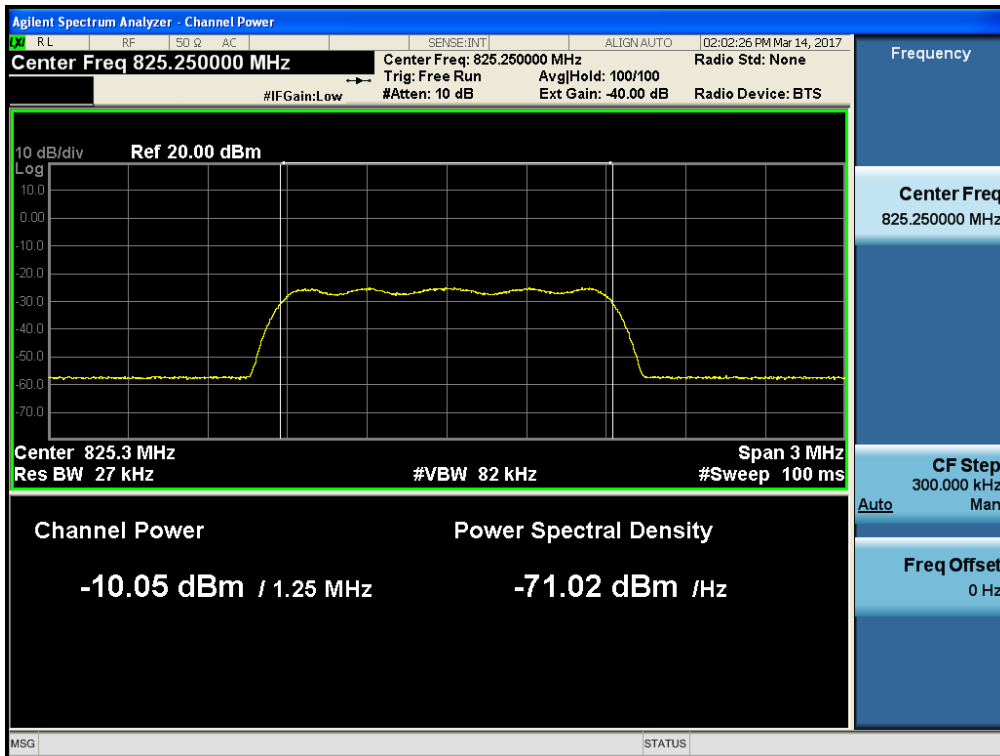 Agilent Spectrum Analyzer - Channel Power
LXI RL RF 50 Ω AC SENSE:INT ALIGN AUTO 02:02:26 PM Mar 14, 2017
Center Freq 825.250000 MHz
Center Freq: 825.250000 MHz Radio Std: None
Trig: Free Run Avg|Hold: 100/100
#IFGain:Low #Atten: 10 dB Ext Gain: -40.00 dB Radio Device: BTS
10 dB/div Ref 20.00 dBm
Log
10.0
0.00
-10.0
-20.0
-30.0
-40.0
-50.0
-60.0
-70.0
Center 825.3 MHz Span 3 MHz
Res BW 27 kHz #VBW 82 kHz #Sweep 100 ms
Channel Power Power Spectral Density
-10.05 dBm / 1.25 MHz -71.02 dBm /Hz
Frequency
Center Freq
825.250000 MHz
CF Step
300.000 kHz
Auto Man
Freq Offset
0 Hz
MSG STATUS